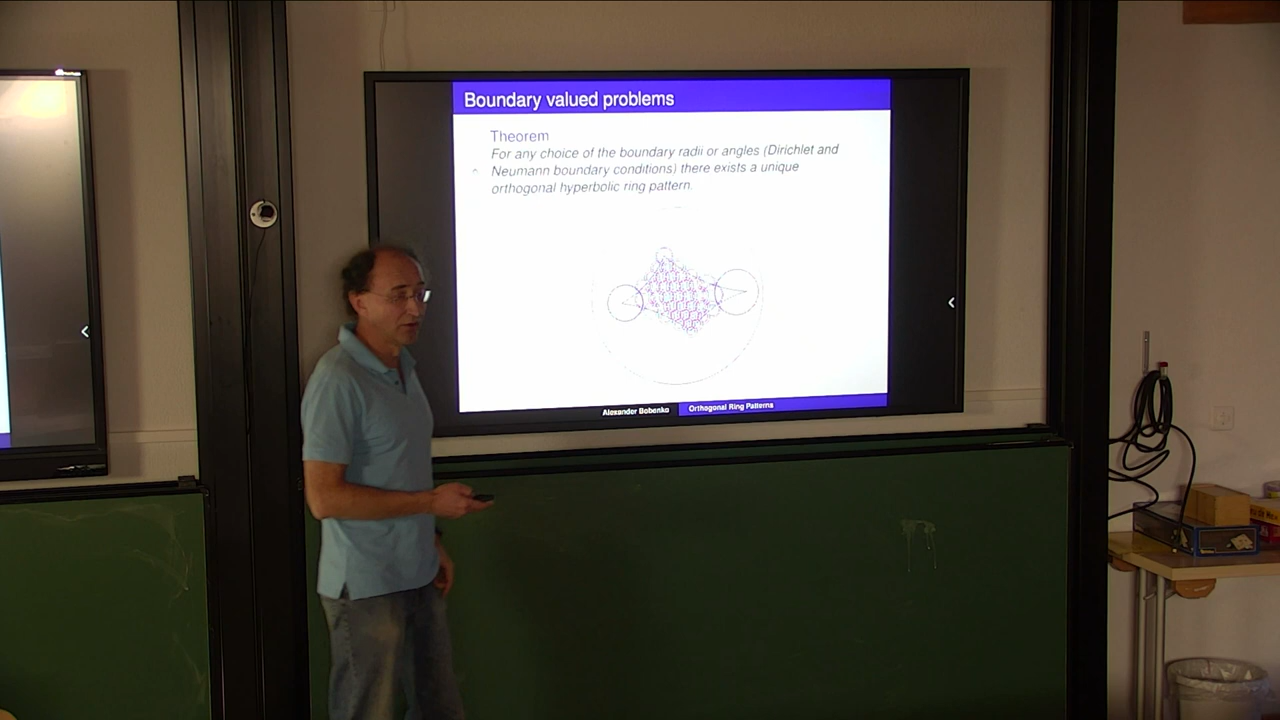 Boundary valued problems
Theorem
For any choice of the boundary radii or angles (Dirichlet and
Neumann boundary conditions) there exists a unique
orthogonal hyperbolic ring pattern.
Alexander Bobenko
Orthogonal Ring Patterns